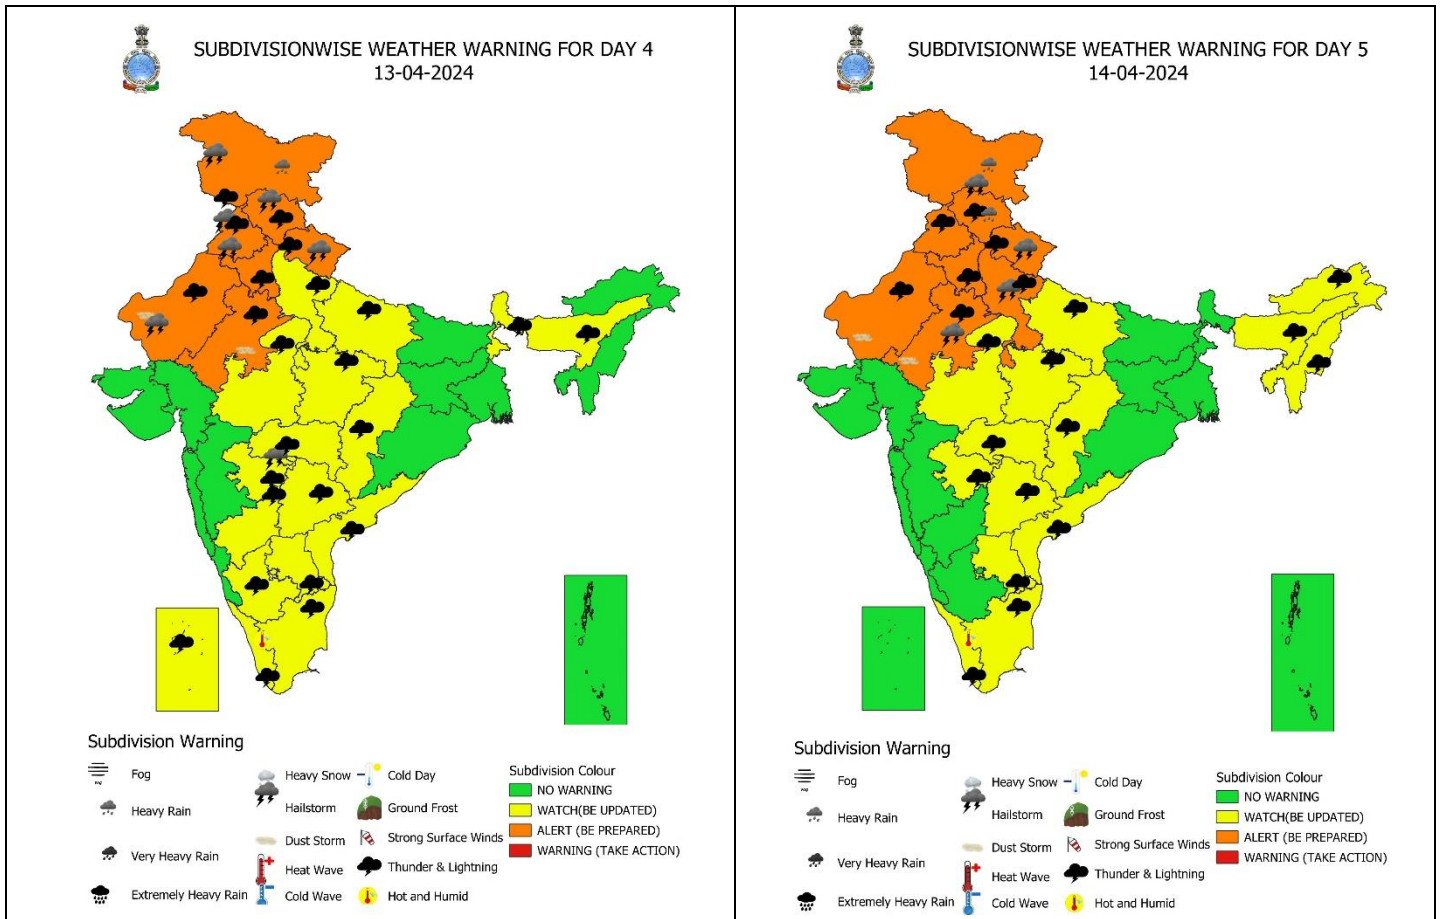 SUBDIVISIONWISE WEATHER WARNING FOR DAY 4
13-04-2024
Subdivision Warning
Fog
Heavy Rain
Very Heavy Rain
Extremely Heavy Rain
Heavy Snow
Hailstorm
Dust Storm
Heat Wave
Cold Wave
Cold Day
Ground Frost
Strong Surface Winds
Thunder & Lightning
Hot and Humid
Subdivision Colour
NO WARNING
WATCH(BE UPDATED)
ALERT (BE PREPARED)
WARNING (TAKE ACTION)
SUBDIVISIONWISE WEATHER WARNING FOR DAY 5
14-04-2024
Subdivision Warning
Fog
Heavy Rain
Very Heavy Rain
Extremely Heavy Rain
Heavy Snow
Hailstorm
Dust Storm
Heat Wave
Cold Wave
Cold Day
Ground Frost
Strong Surface Winds
Thunder & Lightning
Hot and Humid
Subdivision Colour
NO WARNING
WATCH(BE UPDATED)
ALERT (BE PREPARED)
WARNING (TAKE ACTION)